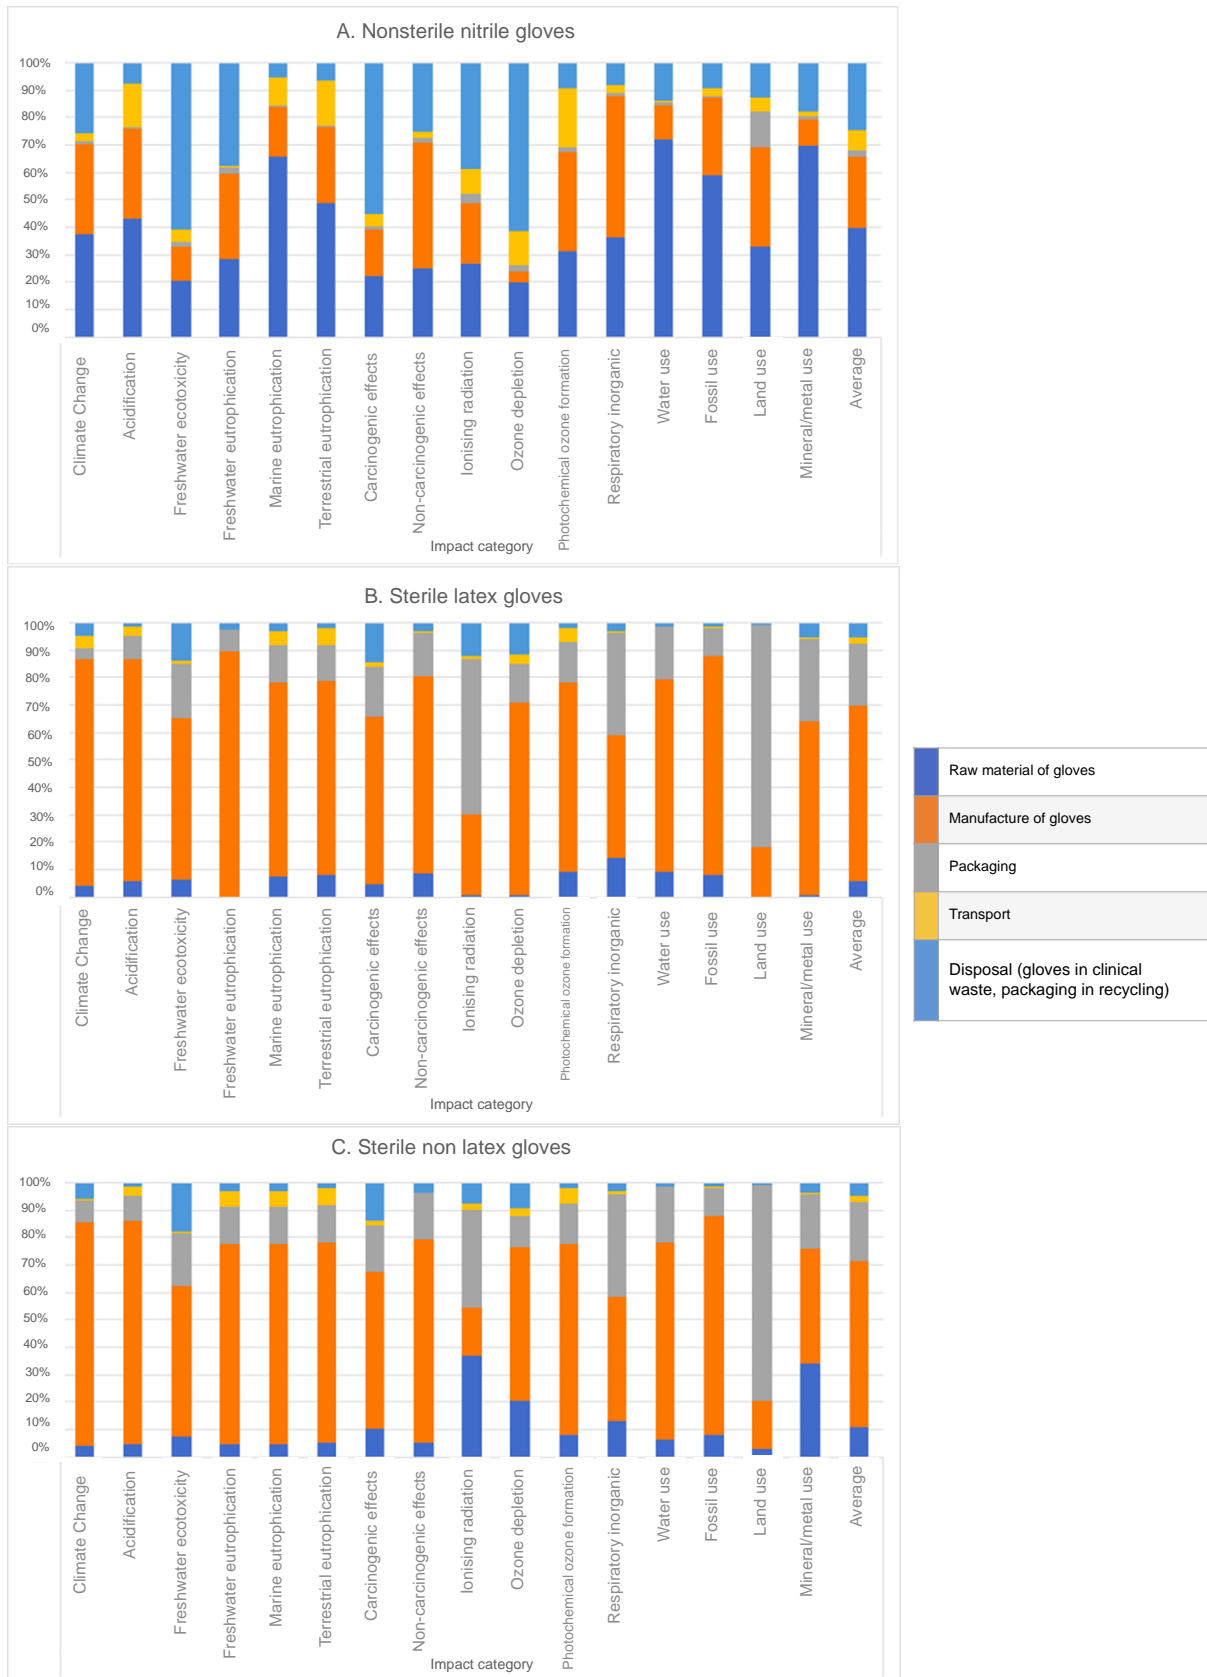 A. Nonsterile nitrile gloves
100%
90%
80%
70%
60%
50%
40%
30%
20%
10%
0%
Climate Change
Acidification
Freshwater ecotoxicity
Freshwater eutrophication
Marine eutrophication
Terrestrial eutrophication
Carcinogenic effects
Non-carcinogenic effects
Ionising radiation
Ozone depletion
Photochemical ozone formation
Respiratory inorganic
Water use
Fossil use
Land use
Mineral/metal use
Average
Impact category
B. Sterile latex gloves
100%
90%
80%
70%
60%
50%
40%
30%
20%
10%
0%
Climate Change
Acidification
Freshwater ecotoxicity
Freshwater eutrophication
Marine eutrophication
Terrestrial eutrophication
Carcinogenic effects
Non-carcinogenic effects
Ionising radiation
Ozone depletion
Photochemical ozone formation
Respiratory inorganic
Water use
Fossil use
Land use
Mineral/metal use
Average
Impact category
Raw material of gloves
Manufacture of gloves
Packaging
Transport
Disposal (gloves in clinical
waste, packaging in recycling)
C. Sterile non latex gloves
100%
90%
80%
70%
60%
50%
40%
30%
20%
10%
0%
Climate Change
Acidification
Freshwater ecotoxicity
Freshwater eutrophication
Marine eutrophication
Terrestrial eutrophication
Carcinogenic effects
Non-carcinogenic effects
Ionising radiation
Ozone depletion
Photochemical ozone formation
Respiratory inorganic
Water use
Fossil use
Land use
Mineral/metal use
Average
Impact category